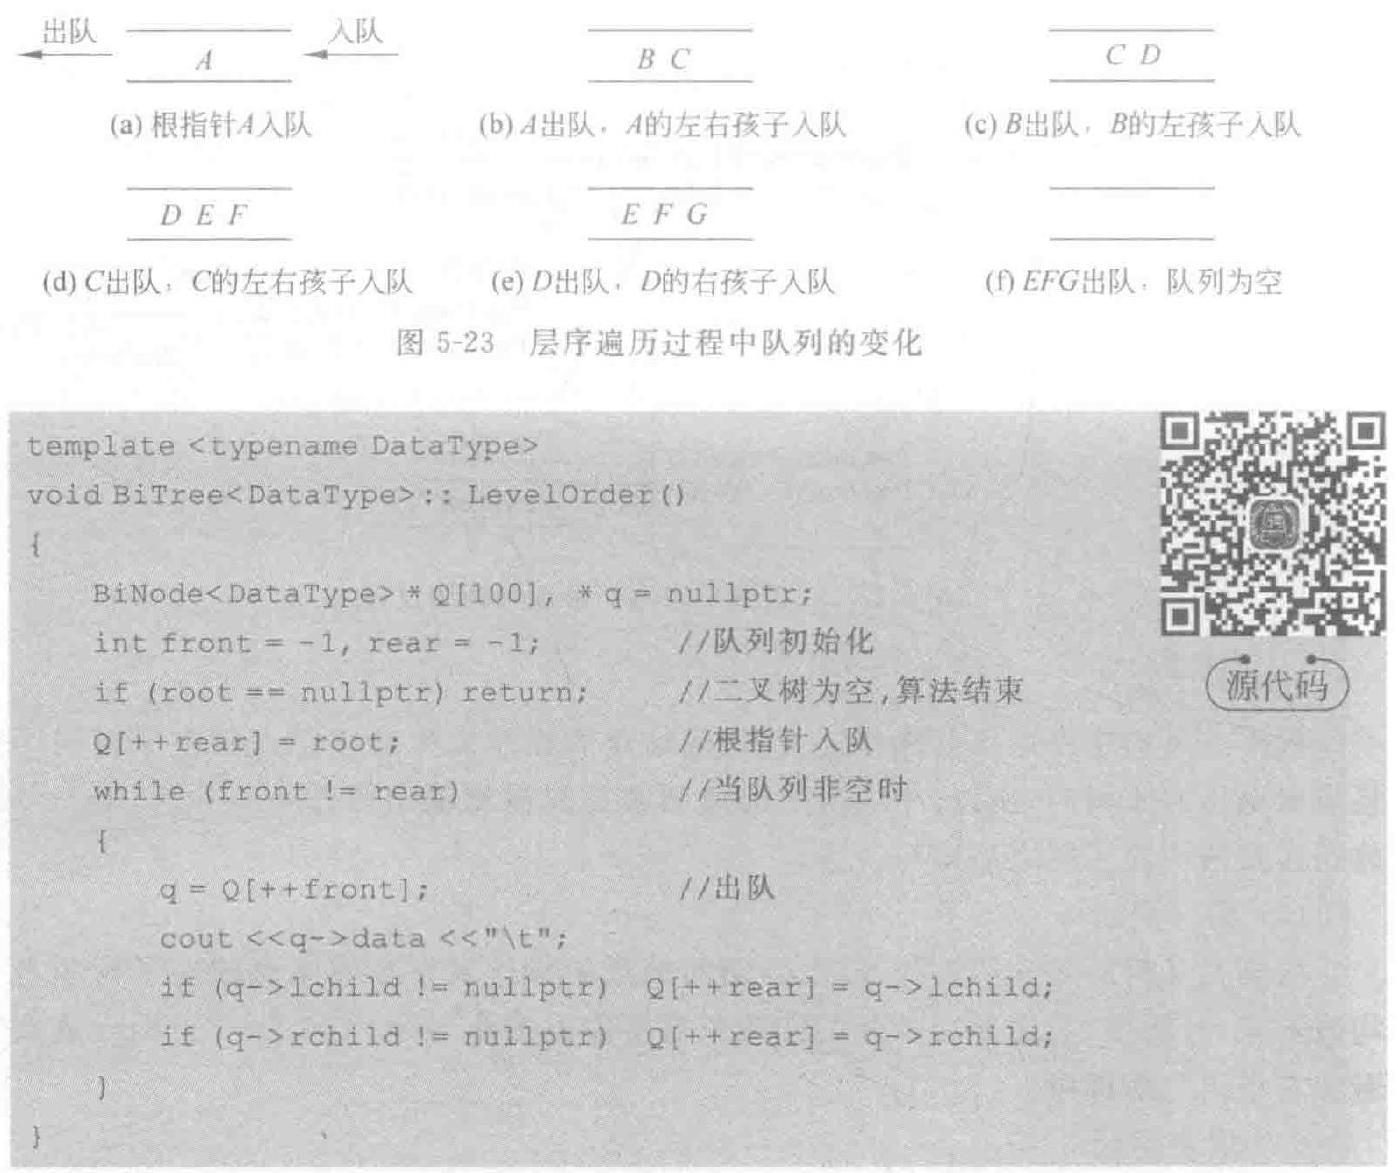 出队 A 入队
B C
C D
(a) 根指针A入队
(b) A出队，A的左右孩子入队
(c) B出队，B的左孩子入队
D E F
E F G
(d) C出队，C的左右孩子入队
(e) D出队，D的右孩子入队
(f) EFG出队，队列为空
图 5-23 层序遍历过程中队列的变化
template <typename DataType>
void BiTree<DataType>:: LevelOrder()
{
BiNode<DataType> * Q[100], * q = nullptr;
int front = -1, rear = -1; //队列初始化
if (root == nullptr) return; //二叉树为空,算法结束
Q[++rear] = root; //根指针入队
while (front != rear) //当队列非空时
{
q = Q[++front]; //出队
cout <<q->data <<"\t";
if (q->lchild != nullptr) Q[++rear] = q->lchild;
if (q->rchild != nullptr) Q[++rear] = q->rchild;
}
}
源代码